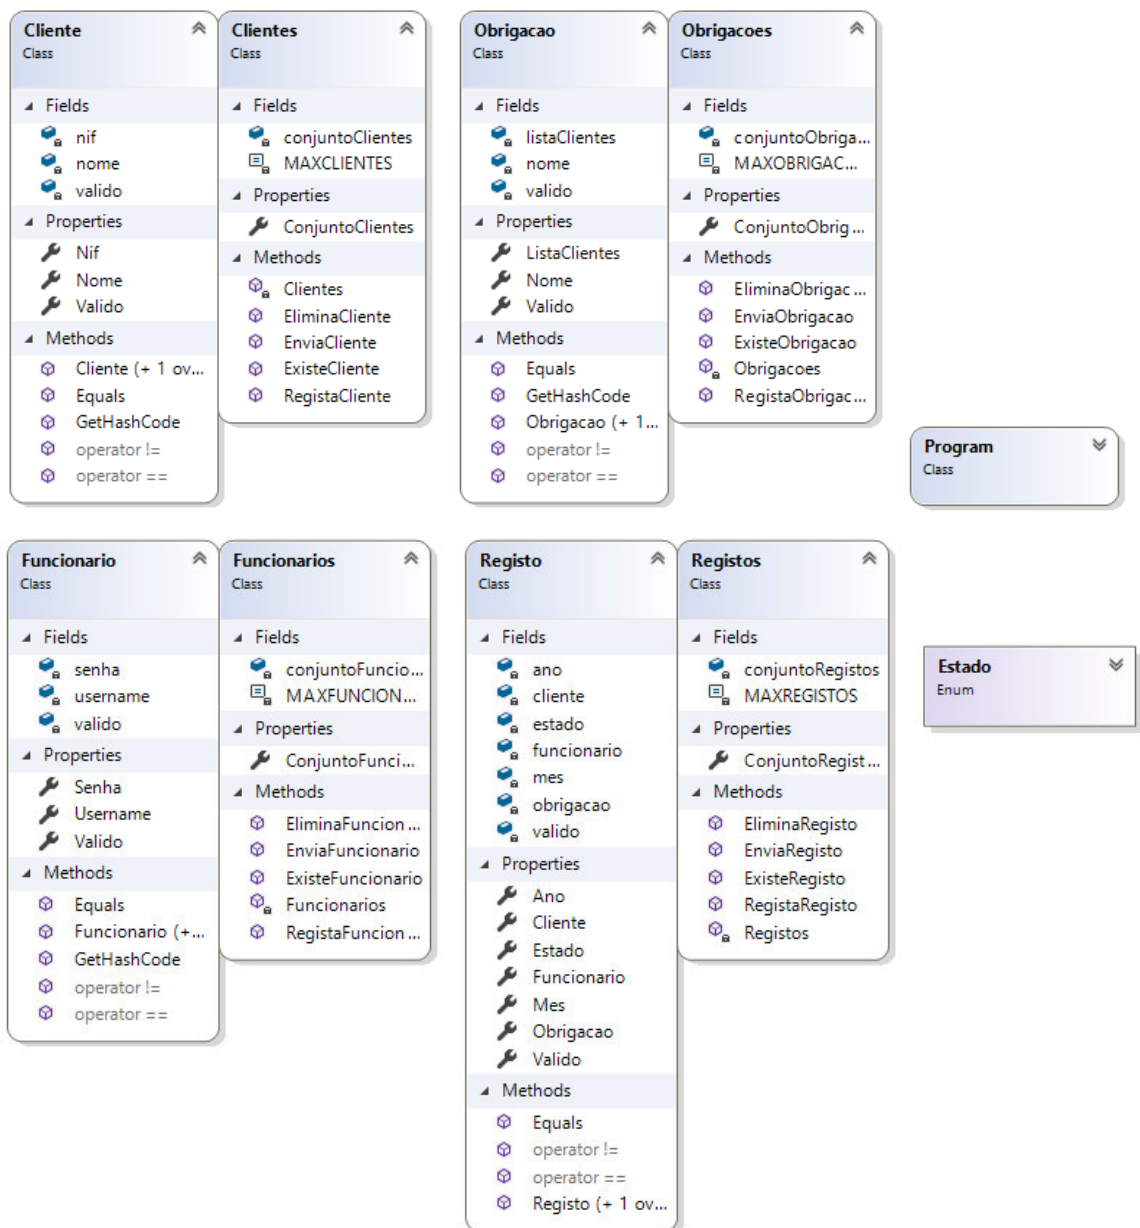 Cliente
Class
Fields
nif
nome
valido
Properties
Nif
Nome
Valido
Methods
Cliente (+ 1 ov...
Equals
GetHashCode
operator !=
operator ==
Clientes
Class
Fields
conjuntoClientes
MAXCLIENTES
Properties
ConjuntoClientes
Methods
Clientes
EliminaCliente
EnviaCliente
ExisteCliente
RegistaCliente
Obrigacao
Class
Fields
listaClientes
nome
valido
Properties
ListaClientes
Nome
Valido
Methods
Equals
GetHashCode
Obrigacao (+ 1...
operator !=
operator ==
Obrigacoes
Class
Fields
conjuntoObriga...
MAXOBRIGAC...
Properties
ConjuntoObrig...
Methods
EliminaObrigac...
EnviaObrigacao
ExisteObrigacao
Obrigacoes
RegistaObrigac...
Program
Class
Funcionario
Class
Fields
senha
username
valido
Properties
Senha
Username
Valido
Methods
Equals
Funcionario (+...
GetHashCode
operator !=
operator ==
Funcionarios
Class
Fields
conjuntoFuncio...
MAXFUNCION...
Properties
ConjuntoFunci...
Methods
EliminaFuncion...
EnviaFuncionario
ExisteFuncionario
Funcionarios
RegistaFuncion...
Registo
Class
Fields
ano
cliente
estado
funcionario
mes
obrigacao
valido
Properties
Ano
Cliente
Estado
Funcionario
Mes
Obrigacao
Valido
Methods
Equals
operator !=
operator ==
Registo (+ 1 ov...
Registos
Class
Fields
conjuntoRegistos
MAXREGISTOS
Properties
ConjuntoRegist...
Methods
EliminaRegisto
EnviaRegisto
ExisteRegisto
RegistaRegisto
Registos
Estado
Enum